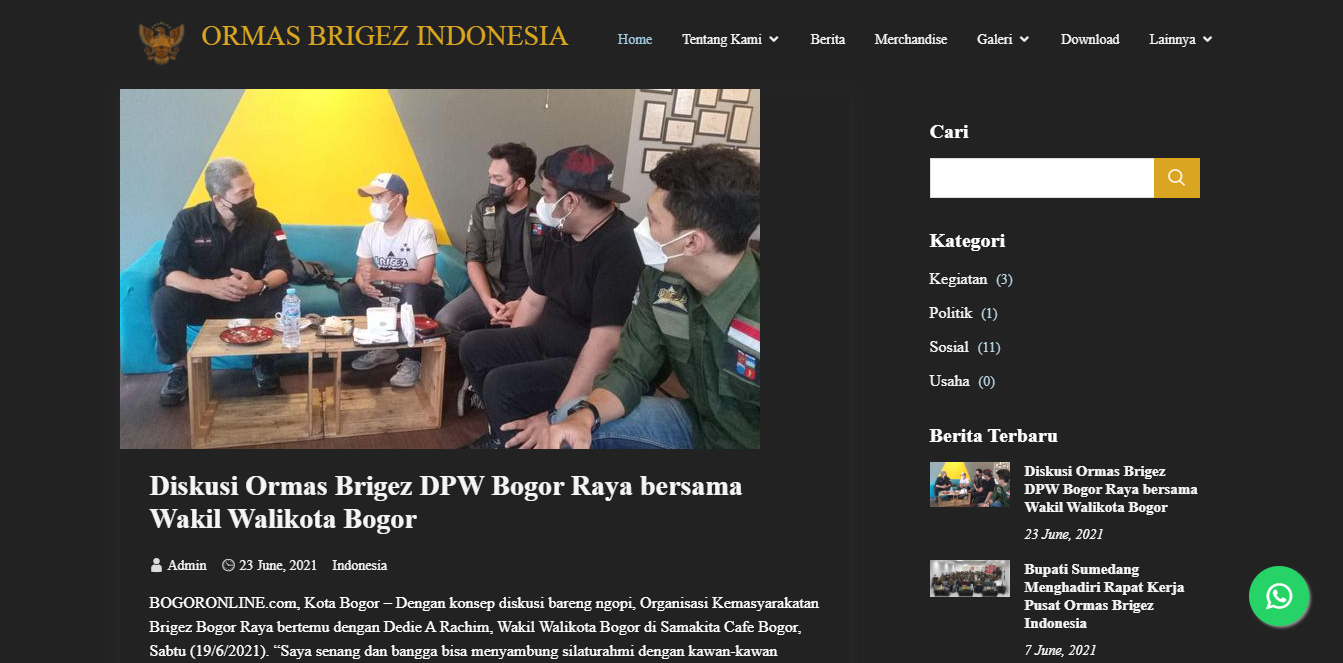 ORMAS BRIGEZ INDONESIA
Home
Tentang Kami
Berita
Merchandise
Galeri
Download
Lainnya
BRIGEZ
Diskusi Ormas Brigez DPW Bogor Raya bersama
Wakil Walikota Bogor
Admin
23 June, 2021
Indonesia
BOGORONLINE.com, Kota Bogor – Dengan konsep diskusi bareng ngopi, Organisasi Kemasyarakatan
Brigez Bogor Raya bertemu dengan Dedie A Rachim, Wakil Walikota Bogor di Samakita Cafe Bogor,
Sabtu (19/6/2021). “Saya senang dan bangga bisa menyambung silaturahmi dengan kawan-kawan
Cari
Kategori
Kegiatan (3)
Politik (1)
Sosial (11)
Usaha (0)
Berita Terbaru
Diskusi Ormas Brigez
DPW Bogor Raya bersama
Wakil Walikota Bogor
23 June, 2021
Bupati Sumedang
Menghadiri Rapat Kerja
Pusat Ormas Brigez
Indonesia
7 June, 2021